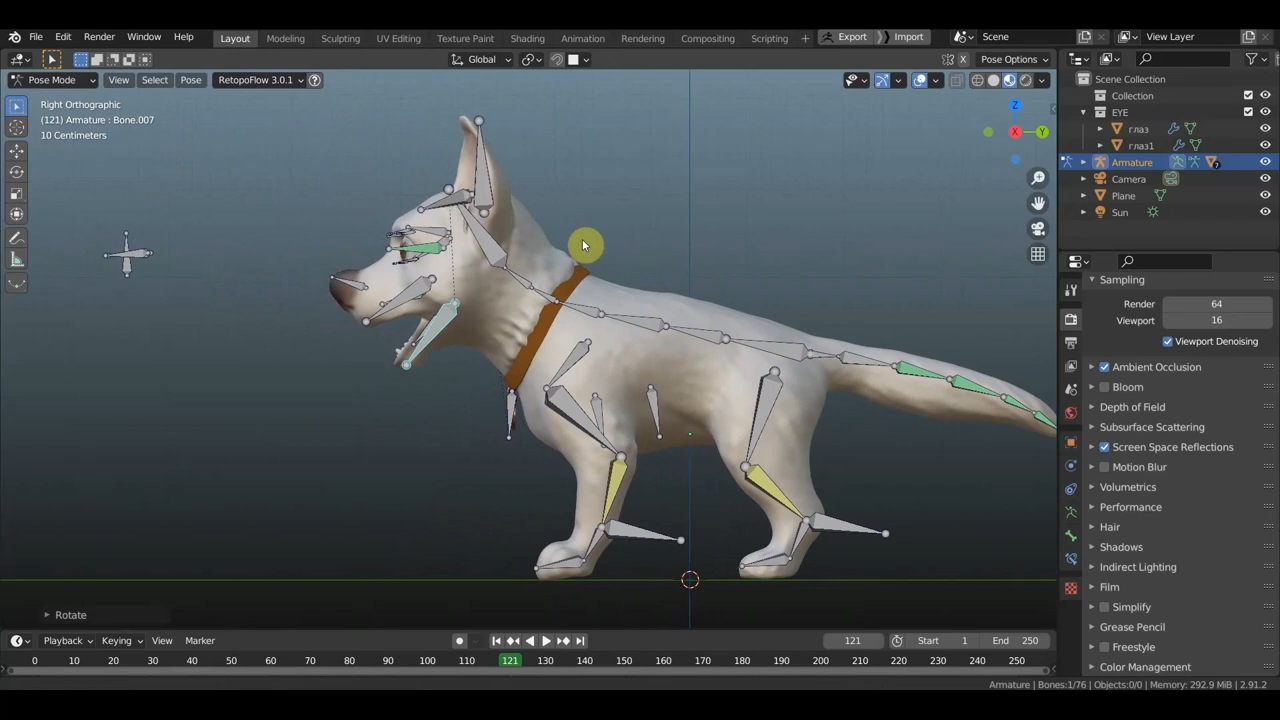 File Edit Render Window Help Layout Modeling Sculpting UV Editing Texture Paint Shading Animation Rendering Compositing Scripting + Export Import Scene View Layer
Global Pose Options
Pose Mode View Select Pose RetopoFlow 3.0.1
Right Orthographic
(121) Armature : Bone.007
10 Centimeters
Z
X
Y
Scene Collection
Collection
EYE
глаз
глаз1
Armature
7
Camera
Plane
Sun
Sampling
Render 64
Viewport 16
Viewport Denoising
Ambient Occlusion
Bloom
Depth of Field
Subsurface Scattering
Screen Space Reflections
Motion Blur
Volumetrics
Performance
Hair
Shadows
Indirect Lighting
Film
Simplify
Grease Pencil
Freestyle
Color Management
Rotate
Playback Keying View Marker 121 Start 1 End 250
0 10 20 30 40 50 60 70 80 90 100 110 121 130 140 150 160 170 180 190 200 210 220 230 240 250
Armature | Bones:1/76 | Objects:0/0 | Memory: 292.9 MiB | 2.91.2